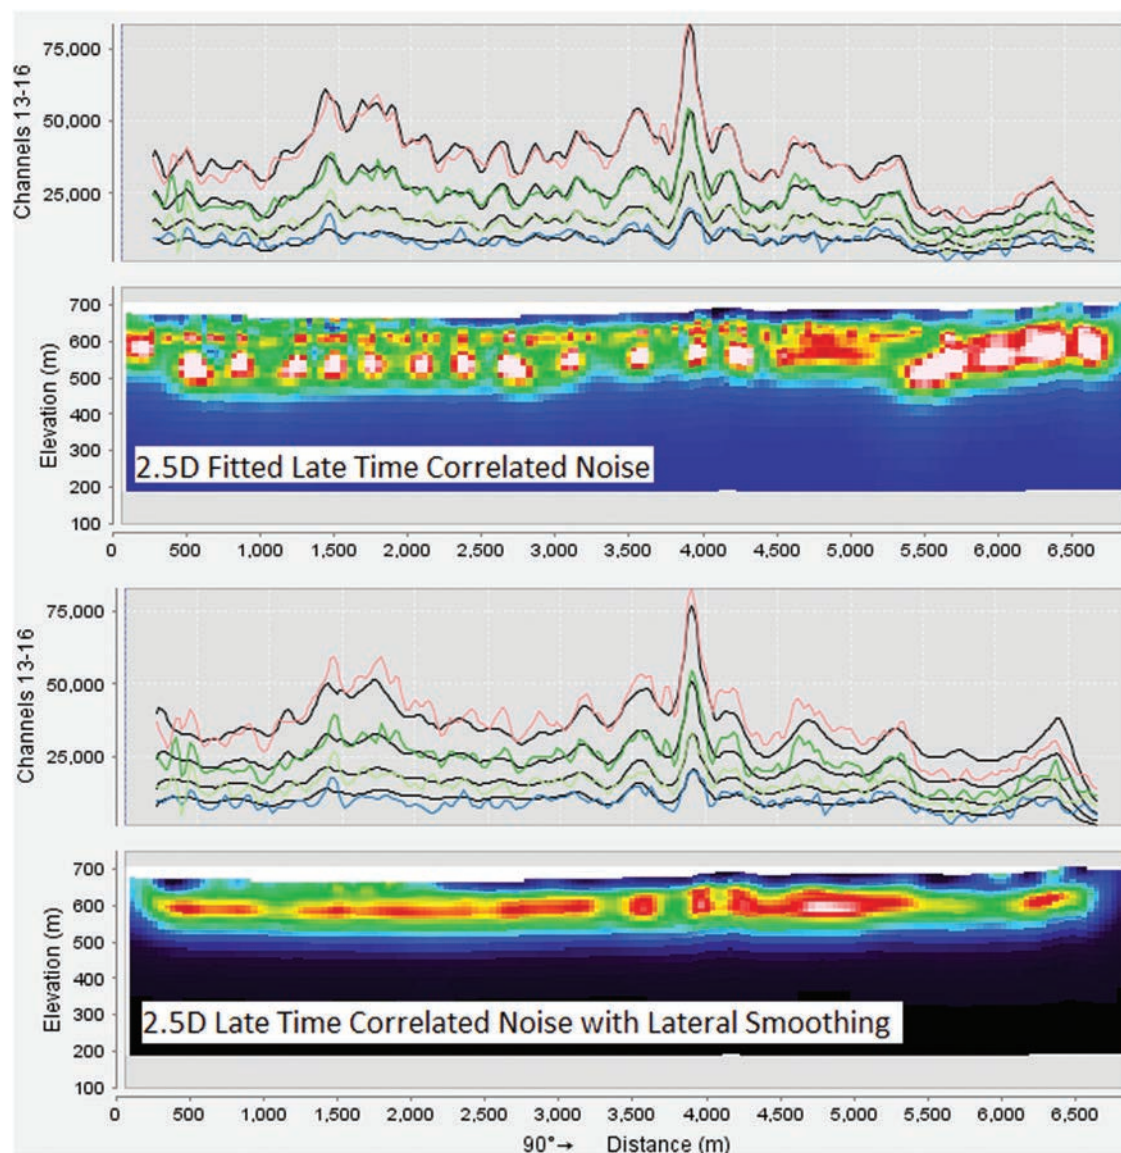 Channels 13-16
75,000
50,000
25,000
Elevation (m)
700
600
500
400
300
200
100
2.5D Fitted Late Time Correlated Noise
0 500 1,000 1,500 2,000 2,500 3,000 3,500 4,000 4,500 5,000 5,500 6,000 6,500
Channels 13-16
75,000
50,000
25,000
Elevation (m)
700
600
500
400
300
200
100
2.5D Late Time Correlated Noise with Lateral Smoothing
0 500 1,000 1,500 2,000 2,500 3,000 3,500 4,000 4,500 5,000 5,500 6,000 6,500
90°→ Distance (m)